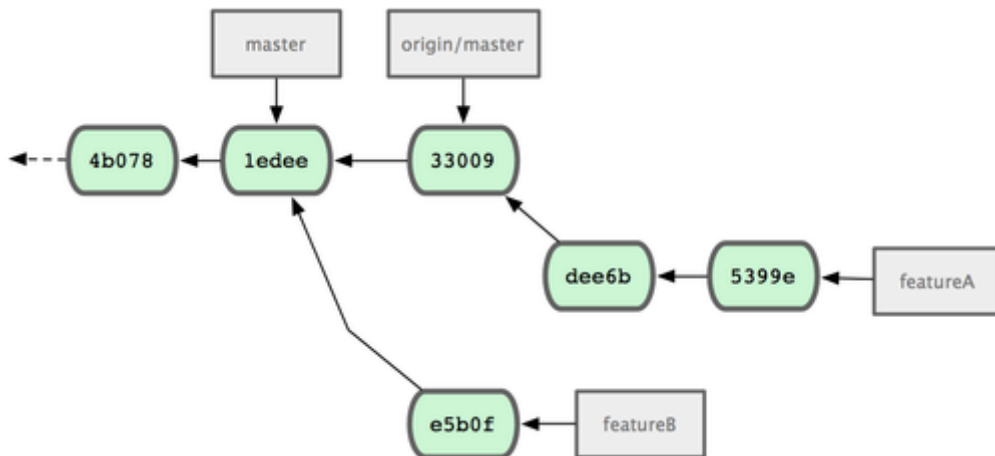 master
origin/master
4b078
1edee
33009
dee6b
5399e
featureA
e5b0f
featureB